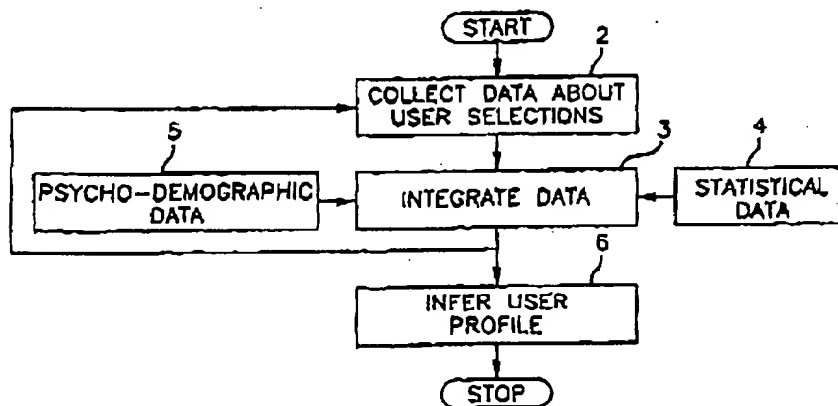 START
2
COLLECT DATA ABOUT
USER SELECTIONS
5
3
4
PSYCHO-DEMOGRAPHIC
DATA
INTEGRATE DATA
STATISTICAL
DATA
6
INFER USER
PROFILE
STOP